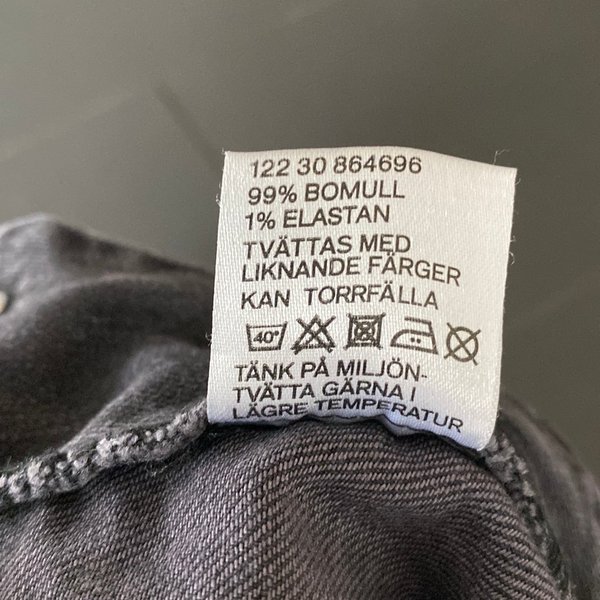 122 30 864696
99% BOMULL
1% ELASTAN
TVÄTTAS MED
LIKNANDE FÄRGER
KAN TORRFÄLLA
40°
TÄNK PÅ MILJÖN-
TVÄTTA GÄRNA I
LÄGRE TEMPERATUR